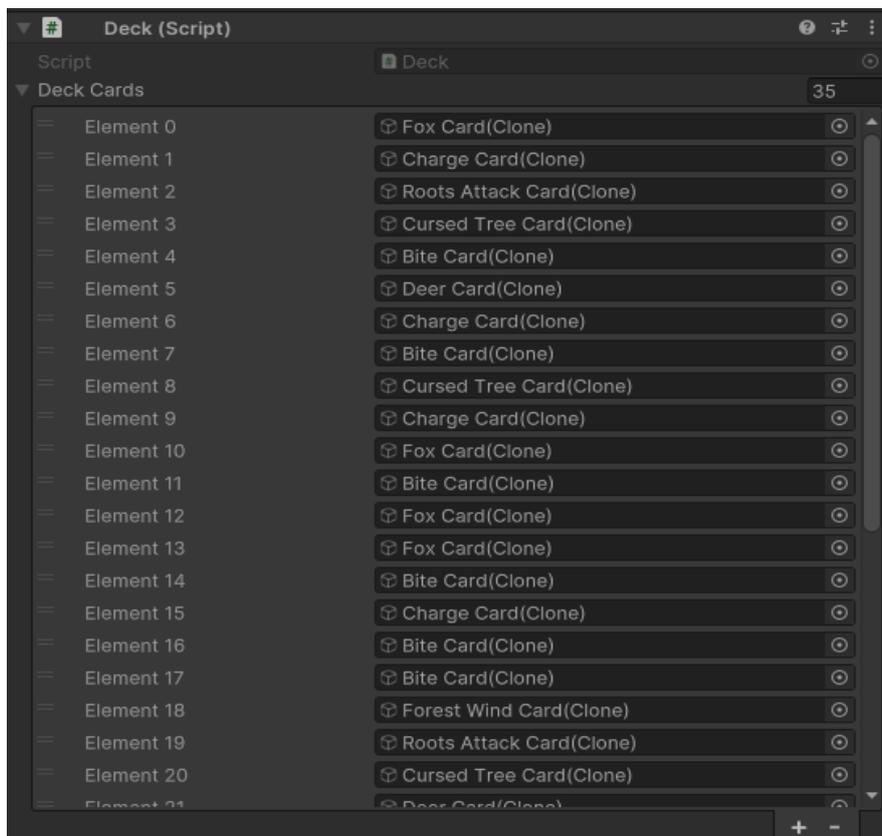 # Deck (Script)
Script Deck
Deck Cards 35
Element 0 Fox Card(Clone)
Element 1 Charge Card(Clone)
Element 2 Roots Attack Card(Clone)
Element 3 Cursed Tree Card(Clone)
Element 4 Bite Card(Clone)
Element 5 Deer Card(Clone)
Element 6 Charge Card(Clone)
Element 7 Bite Card(Clone)
Element 8 Cursed Tree Card(Clone)
Element 9 Charge Card(Clone)
Element 10 Fox Card(Clone)
Element 11 Bite Card(Clone)
Element 12 Fox Card(Clone)
Element 13 Fox Card(Clone)
Element 14 Bite Card(Clone)
Element 15 Charge Card(Clone)
Element 16 Bite Card(Clone)
Element 17 Bite Card(Clone)
Element 18 Forest Wind Card(Clone)
Element 19 Roots Attack Card(Clone)
Element 20 Cursed Tree Card(Clone)
Element 21 Deer Card(Clone)
+ -